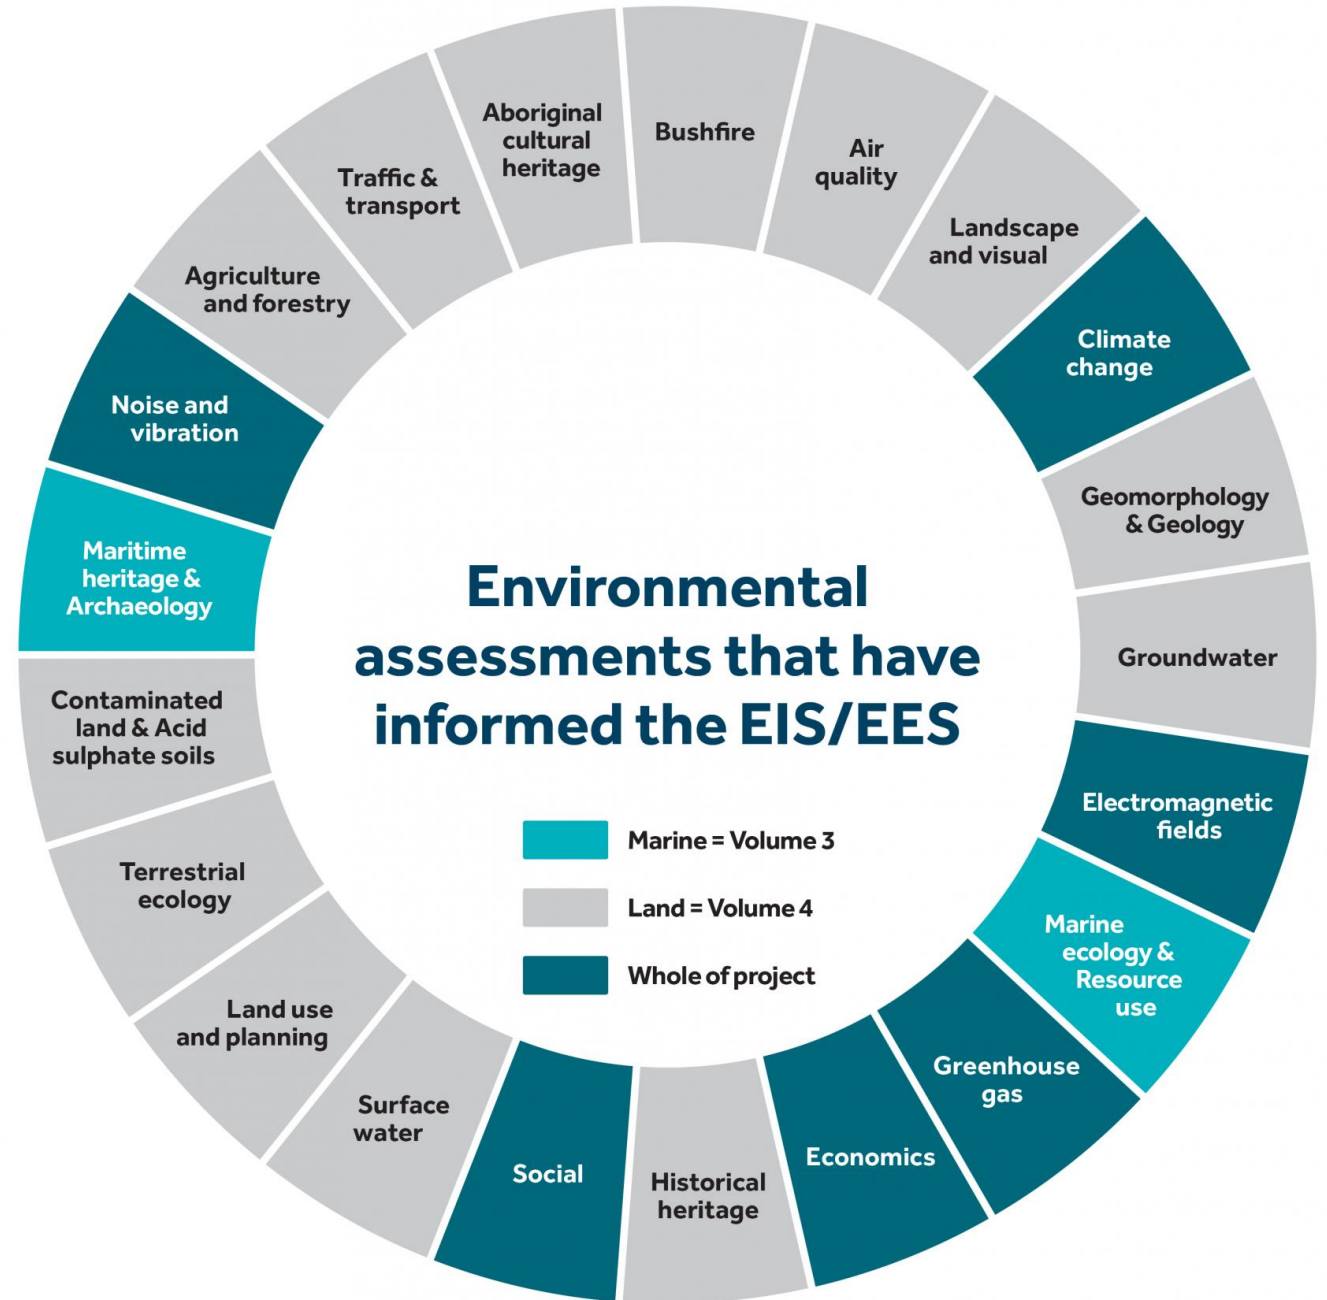 Aboriginal
cultural
heritage
Bushfire
Air
quality
Landscape
and visual
Climate
change
Geomorphology
& Geology
Groundwater
Electromagnetic
fields
Marine
ecology &
Resource
use
Greenhouse
gas
Economics
Historical
heritage
Social
Surface
water
Land use
and planning
Terrestrial
ecology
Contaminated
land & Acid
sulphate soils
Maritime
heritage &
Archaeology
Noise and
vibration
Agriculture
and forestry
Traffic &
transport
Environmental
assessments that have
informed the EIS/EES
Marine = Volume 3
Land = Volume 4
Whole of project